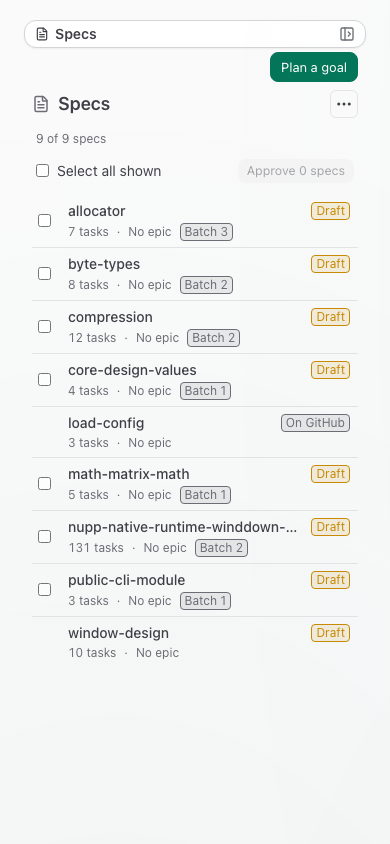 Specs
Plan a goal
Specs
9 of 9 specs
Select all shown
Approve 0 specs
allocator
Draft
7 tasks · No epic Batch 3
byte-types
Draft
8 tasks · No epic Batch 2
compression
Draft
12 tasks · No epic Batch 2
core-design-values
Draft
4 tasks · No epic Batch 1
load-config
On GitHub
3 tasks · No epic
math-matrix-math
Draft
5 tasks · No epic Batch 1
nupp-native-runtime-winddown-...
Draft
131 tasks · No epic Batch 2
public-cli-module
Draft
3 tasks · No epic Batch 1
window-design
Draft
10 tasks · No epic